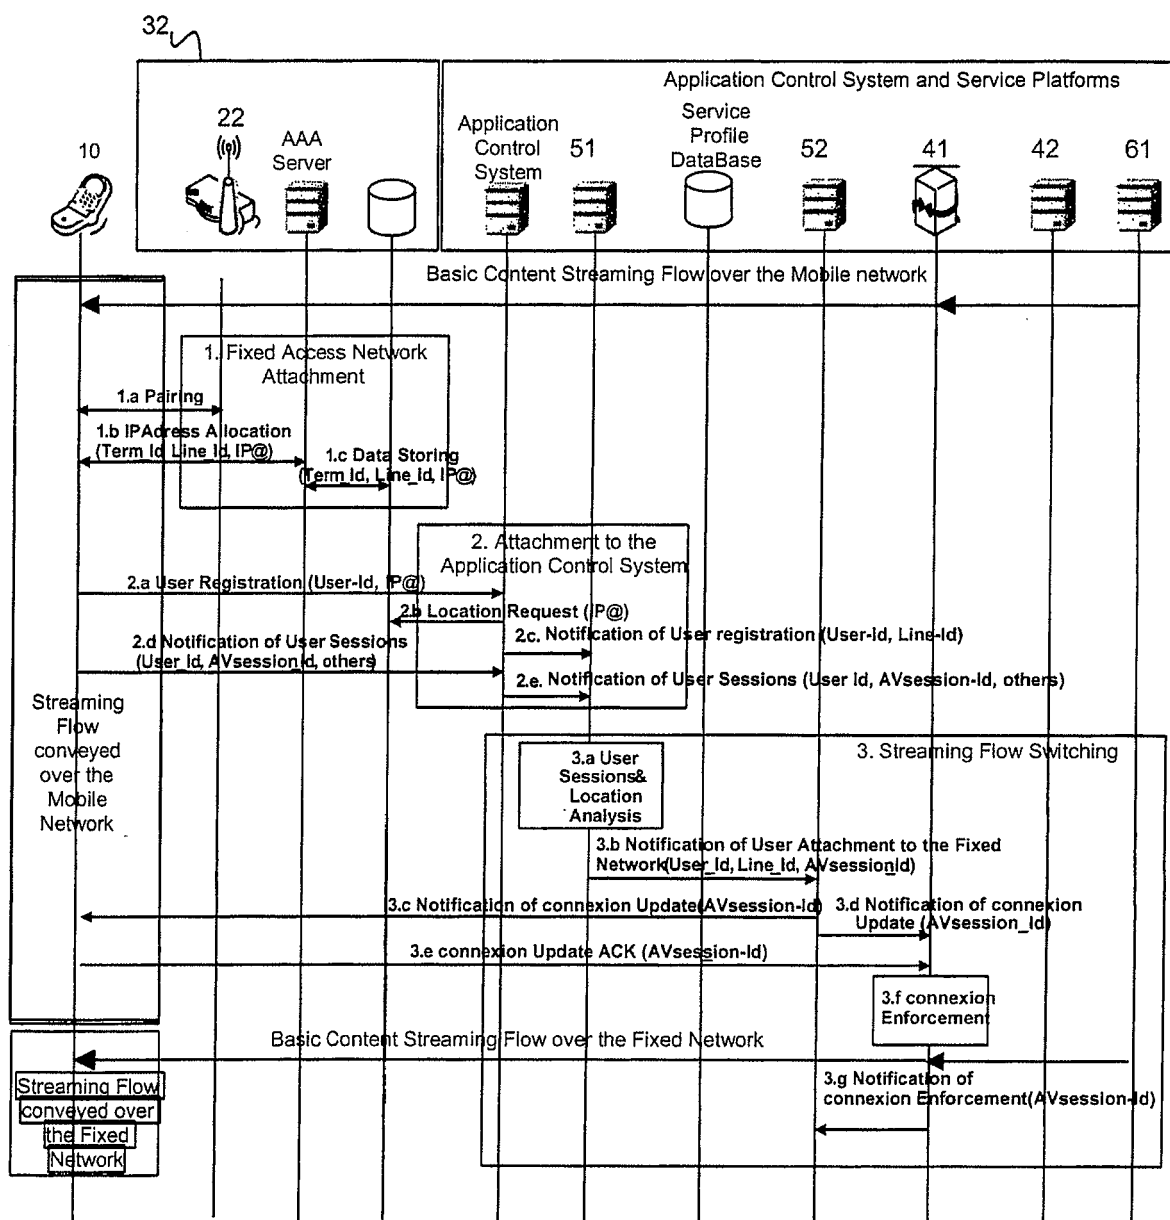 32
Application Control System and Service Platforms
10
22
AAA
Server
Application
Control
System
51
Service
Profile
DataBase
52
41
42
61
Basic Content Streaming Flow over the Mobile network
1. Fixed Access Network
Attachment
1.a Pairing
1.b IPAdress Allocation
(Term_Id Line_Id, IP@)
1.c Data Storing
(Term_Id, Line_Id, IP@)
2. Attachment to the
Application Control System
2.a User Registration (User-Id, IP@)
2.b Location Request (IP@)
2.c. Notification of User registration (User-Id, Line-Id)
2.d Notification of User Sessions
(User_Id, AVsession_Id, others)
2.e. Notification of User Sessions (User Id, AVsession-Id, others)
Streaming
Flow
conveyed
over the
Mobile
Network
3. Streaming Flow Switching
3.a User
Sessions&
Location
Analysis
3.b Notification of User Attachment to the Fixed
Network(User_Id, Line_Id, AVsessionId)
3.c Notification of connexion Update(AVsession-Id)
3.d Notification of connexion
Update (AVsession_Id)
3.e connexion Update ACK (AVsession-Id)
3.f connexion
Enforcement
Basic Content Streaming Flow over the Fixed Network
Streaming Flow
conveyed over
the Fixed
Network
3.g Notification of
connexion Enforcement(AVsession-Id)